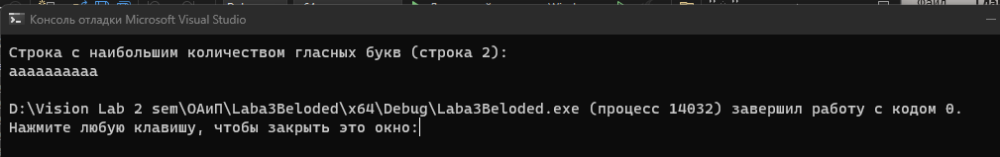 Консоль отладки Microsoft Visual Studio
Строка с наибольшим количеством гласных букв (строка 2):
aaaaaaaaaa
D:\Vision Lab 2 sem\ОАиП\Laba3Beloded\x64\Debug\Laba3Beloded.exe (процесс 14032) завершил работу с кодом 0.
Нажмите любую клавишу, чтобы закрыть это окно: